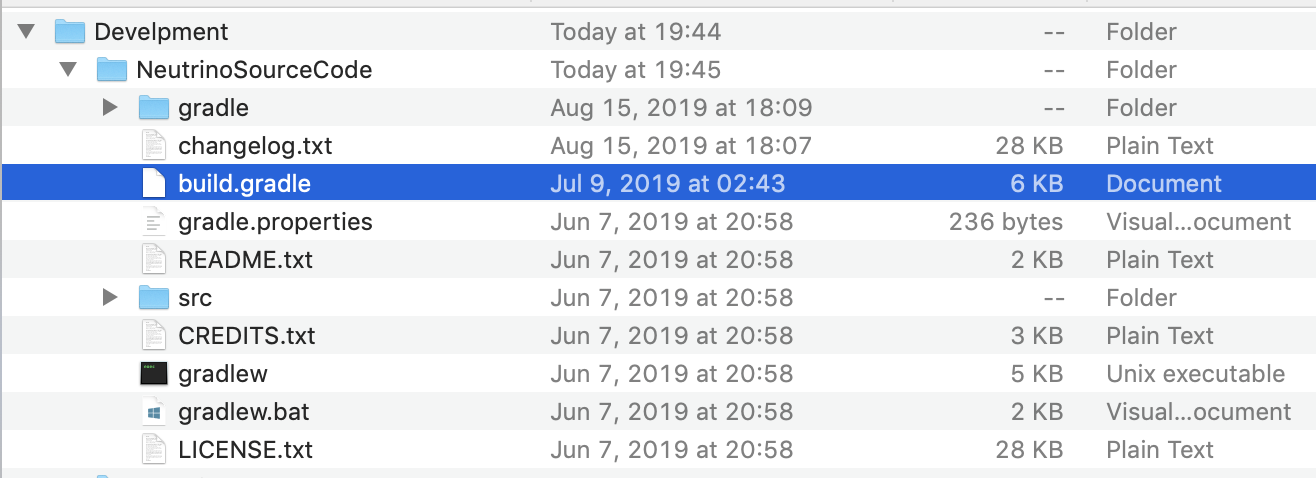 Develpment Today at 19:44 -- Folder
NeutrinoSourceCode Today at 19:45 -- Folder
gradle Aug 15, 2019 at 18:09 -- Folder
changelog.txt Aug 15, 2019 at 18:07 28 KB Plain Text
build.gradle Jul 9, 2019 at 02:43 6 KB Document
gradle.properties Jun 7, 2019 at 20:58 236 bytes Visual...ocument
README.txt Jun 7, 2019 at 20:58 2 KB Plain Text
src Jun 7, 2019 at 20:58 -- Folder
CREDITS.txt Jun 7, 2019 at 20:58 3 KB Plain Text
gradlew Jun 7, 2019 at 20:58 5 KB Unix executable
gradlew.bat Jun 7, 2019 at 20:58 2 KB Visual...ocument
LICENSE.txt Jun 7, 2019 at 20:58 28 KB Plain Text